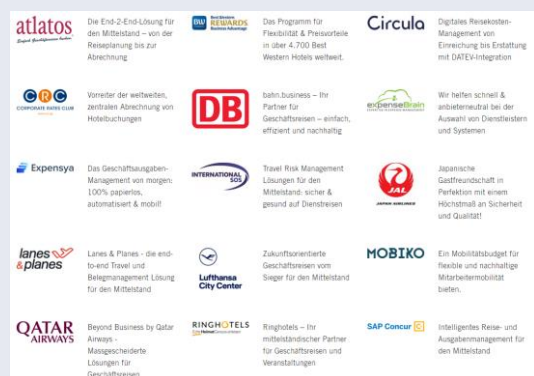 atlatos
Die End-2-End-Lösung für
den Mittelstand – von der
Reiseplanung bis zur
Abrechnung
BW
Best Western
REWARDS
Business Advantage
Das Programm für
Flexibilität & Preisvorteile
in über 4.700 Best
Western Hotels weltweit.
Circula
Digitales Reisekosten-
Management von
Einreichung bis Erstattung
mit DATEV-Integration
CRC
CORPORATE RATES CLUB
Vorreiter der weltweiten,
zentralen Abrechnung von
Hotelbuchungen
DB
bahn.business – Ihr
Partner für
Geschäftsreisen – einfach,
effizient und nachhaltig
expenseBrain
Wir helfen schnell &
anbieterneutral bei der
Auswahl von Dienstleistern
und Systemen
Expensya
Das Geschäftsausgaben-
Management von morgen:
100% papierlos,
automatisiert & mobil!
INTERNATIONAL
SOS
Travel Risk Management
Lösungen für den
Mittelstand: sicher &
gesund auf Dienstreisen
JAL
JAPAN AIRLINES
Japanische
Gastfreundschaft in
Perfektion mit einem
Höchstmaß an Sicherheit
und Qualität!
lanes
&planes
Lanes & Planes - die end-
to-end Travel und
Belegmanagement Lösung
für den Mittelstand
Lufthansa
City Center
Zukunftsorientierte
Geschäftsreisen vom
Sieger für den Mittelstand
MOBIKO
Ein Mobilitätsbudget für
flexible und nachhaltige
Mitarbeitermobilität
bieten.
QATAR
AIRWAYS
Beyond Business by Qatar
Airways -
Massgescheiderte
Lösungen für
Geschäftsreisen
RINGHOTELS
Ringhotels – Ihr
mittelständischer Partner
für Geschäftsreisen und
Veranstaltungen
SAP Concur C
Intelligentes Reise- und
Ausgabenmanagement für
den Mittelstand